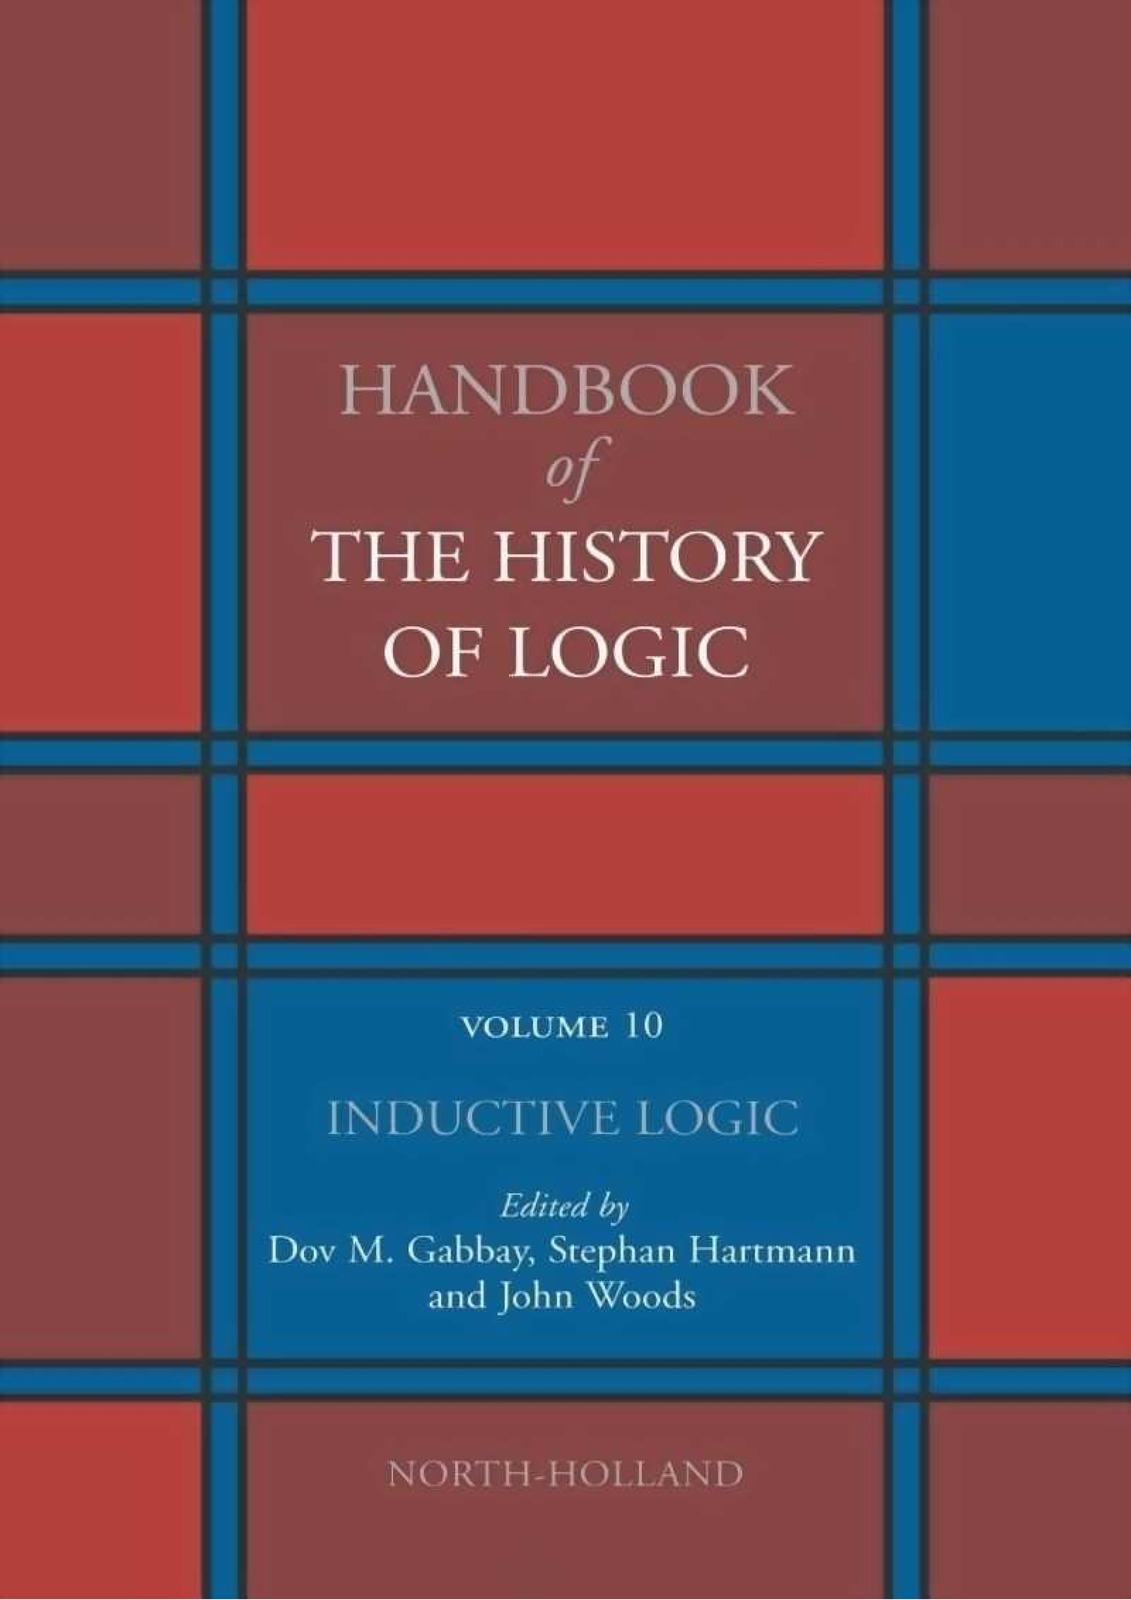 HANDBOOK
of
THE HISTORY
OF LOGIC
VOLUME 10
INDUCTIVE LOGIC
Edited by
Dov M. Gabbay, Stephan Hartmann
and John Woods
NORTH-HOLLAND